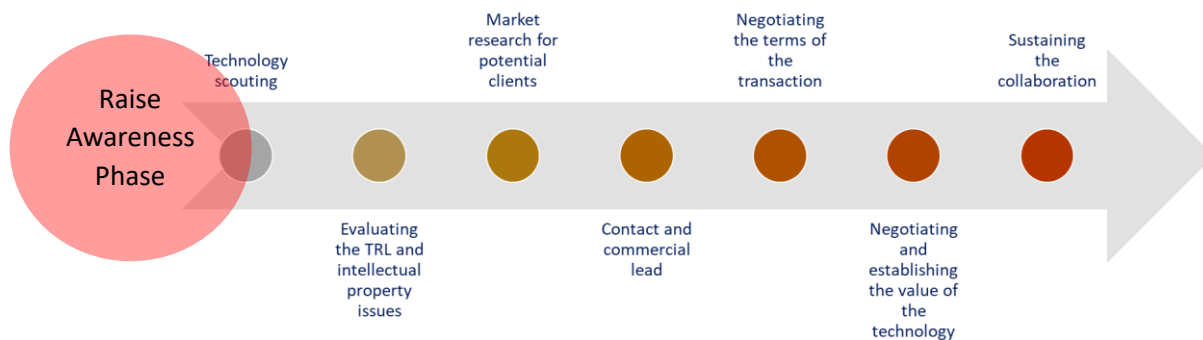 Raise
Awareness
Phase
Technology
scouting
Evaluating
the TRL and
intellectual
property
issues
Market
research for
potential
clients
Contact and
commercial
lead
Negotiating
the terms of
the
transaction
Negotiating
and
establishing
the value of
the
technology
Sustaining
the
collaboration